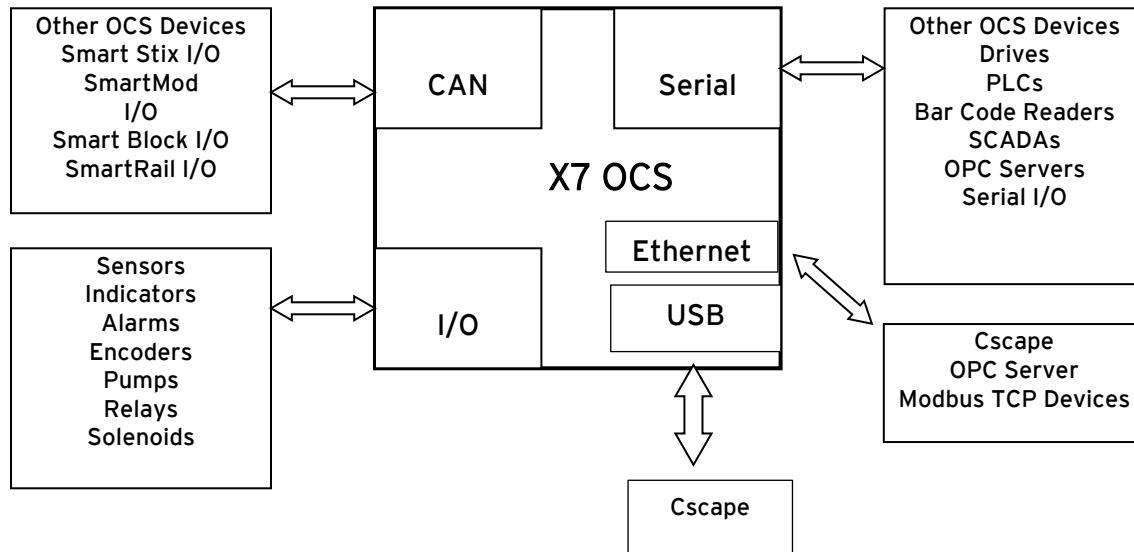 Other OCS Devices
Smart Stix I/O
SmartMod
I/O
Smart Block I/O
SmartRail I/O
CAN
Serial
X7 OCS
Ethernet
USB
I/O
Other OCS Devices
Drives
PLCs
Bar Code Readers
SCADAs
OPC Servers
Serial I/O
Sensors
Indicators
Alarms
Encoders
Pumps
Relays
Solenoids
Cscape
OPC Server
Modbus TCP Devices
Cscape